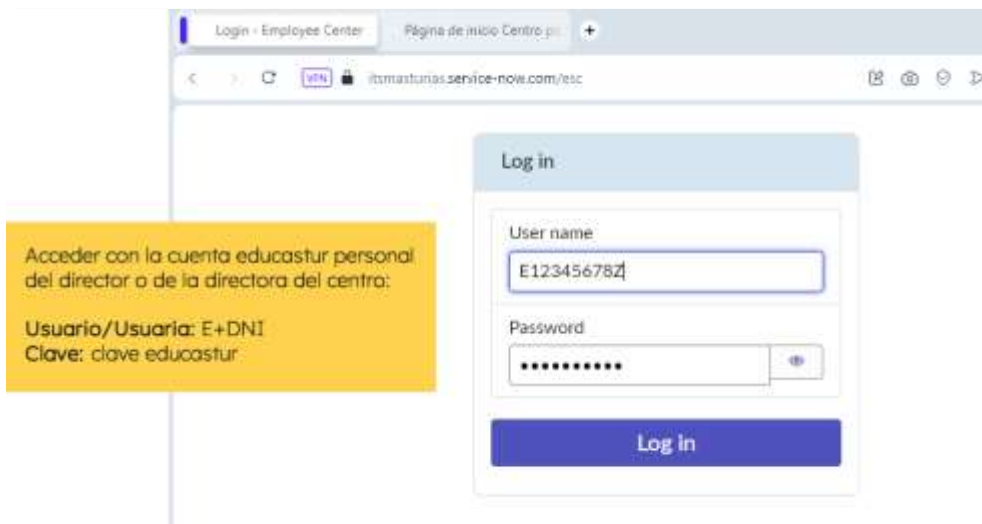 Login - Employee Center
Página de inicio Centro p
+
VPN
itsmasturias.service-now.com/esc
Log in
User name
E12345678Z
Acceder con la cuenta educastur personal
del director o de la directora del centro:
Usuario/Usuaria: E+DNI
Clave: clave educastur
Password
Log in